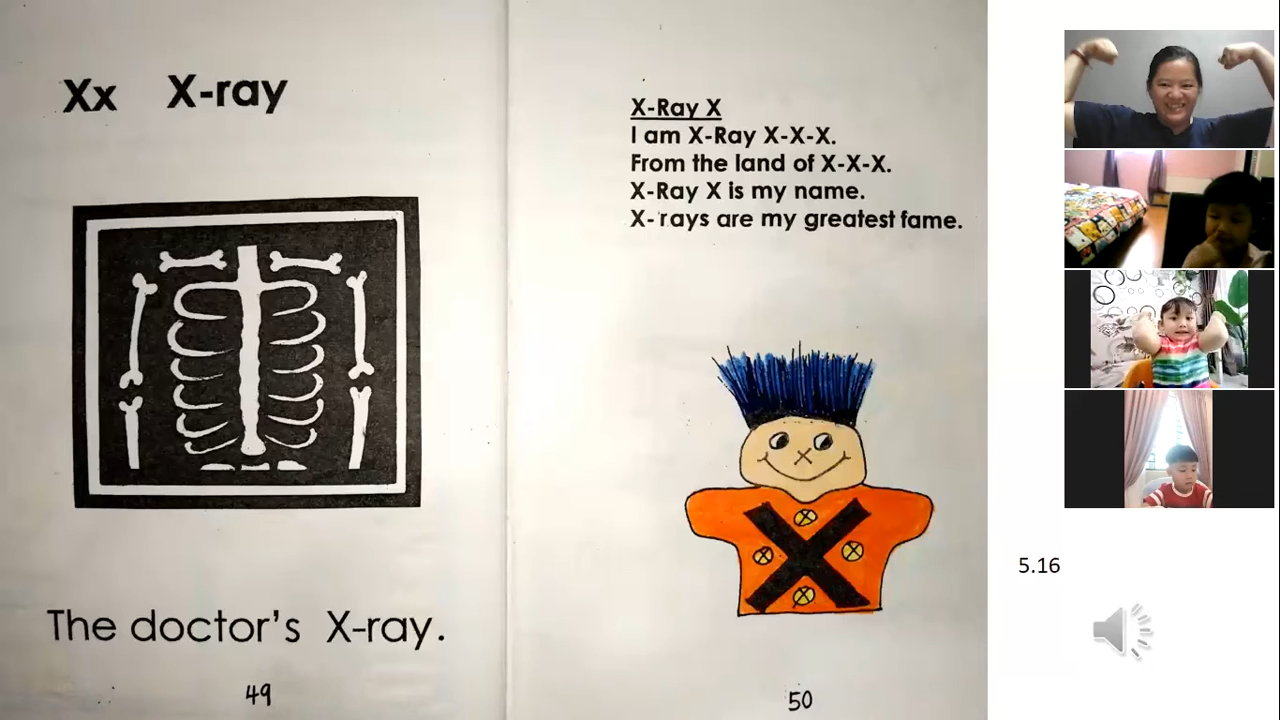 Xx X-ray
The doctor's X-ray.
49
X-Ray X
I am X-Ray X-X-X.
From the land of X-X-X.
X-Ray X is my name.
X-rays are my greatest fame.
X
50
5.16